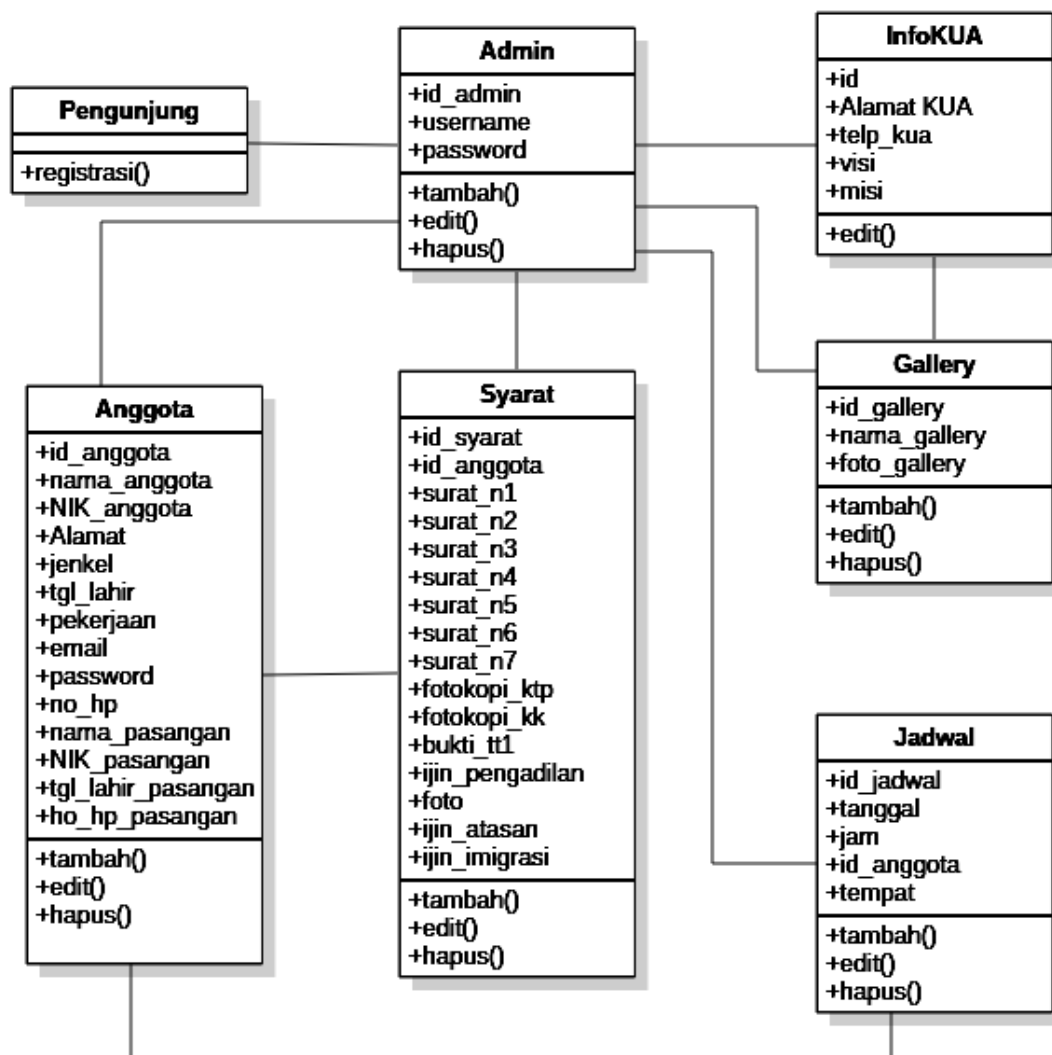 Pengunjung
+registrasi()
Admin
+id_admin
+username
+password
+tambah()
+edit()
+hapus()
InfoKUA
+id
+Alamat KUA
+telp_kua
+visi
+misi
+edit()
Gallery
+id_gallery
+nama_gallery
+foto_gallery
+tambah()
+edit()
+hapus()
Anggota
+id_anggota
+nama_anggota
+NIK_anggota
+Alamat
+jenkel
+tgl_lahir
+pekerjaan
+email
+password
+no_hp
+nama_pasangan
+NIK_pasangan
+tgl_lahir_pasangan
+ho_hp_pasangan
+tambah()
+edit()
+hapus()
Syarat
+id_syarat
+id_anggota
+surat_n1
+surat_n2
+surat_n3
+surat_n4
+surat_n5
+surat_n6
+surat_n7
+fotokopi_ktp
+fotokopi_kk
+bukti_tt1
+ijin_pengadilan
+foto
+ijin_atasan
+ijin_imigrasi
+tambah()
+edit()
+hapus()
Jadwal
+id_jadwal
+tanggal
+jam
+id_anggota
+tempat
+tambah()
+edit()
+hapus()